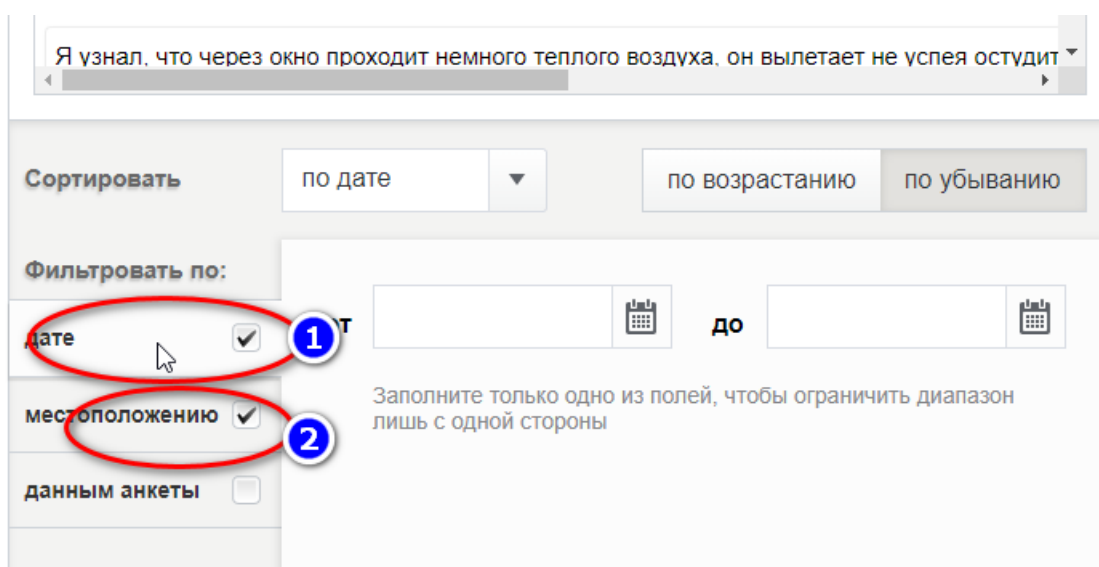 Я узнал, что через окно проходит немного теплого воздуха, он вылетает не успея остудит
Сортировать по дате по возрастанию по убыванию
Фильтровать по:
дате 1 от до
Заполните только одно из полей, чтобы ограничить диапазон
лишь с одной стороны
местоположению 2
данным анкеты